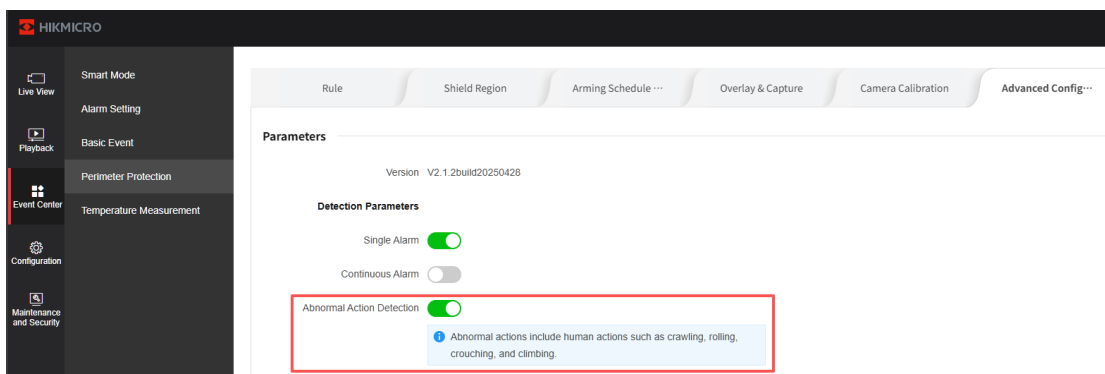 HIKMICRO
Live View
Playback
Event Center
Configuration
Maintenance
and Security
Smart Mode
Alarm Setting
Basic Event
Perimeter Protection
Temperature Measurement
Rule
Shield Region
Arming Schedule ···
Overlay & Capture
Camera Calibration
Advanced Config···
Parameters
Version V2.1.2build20250428
Detection Parameters
Single Alarm
Continuous Alarm
Abnormal Action Detection
Abnormal actions include human actions such as crawling, rolling,
crouching, and climbing.